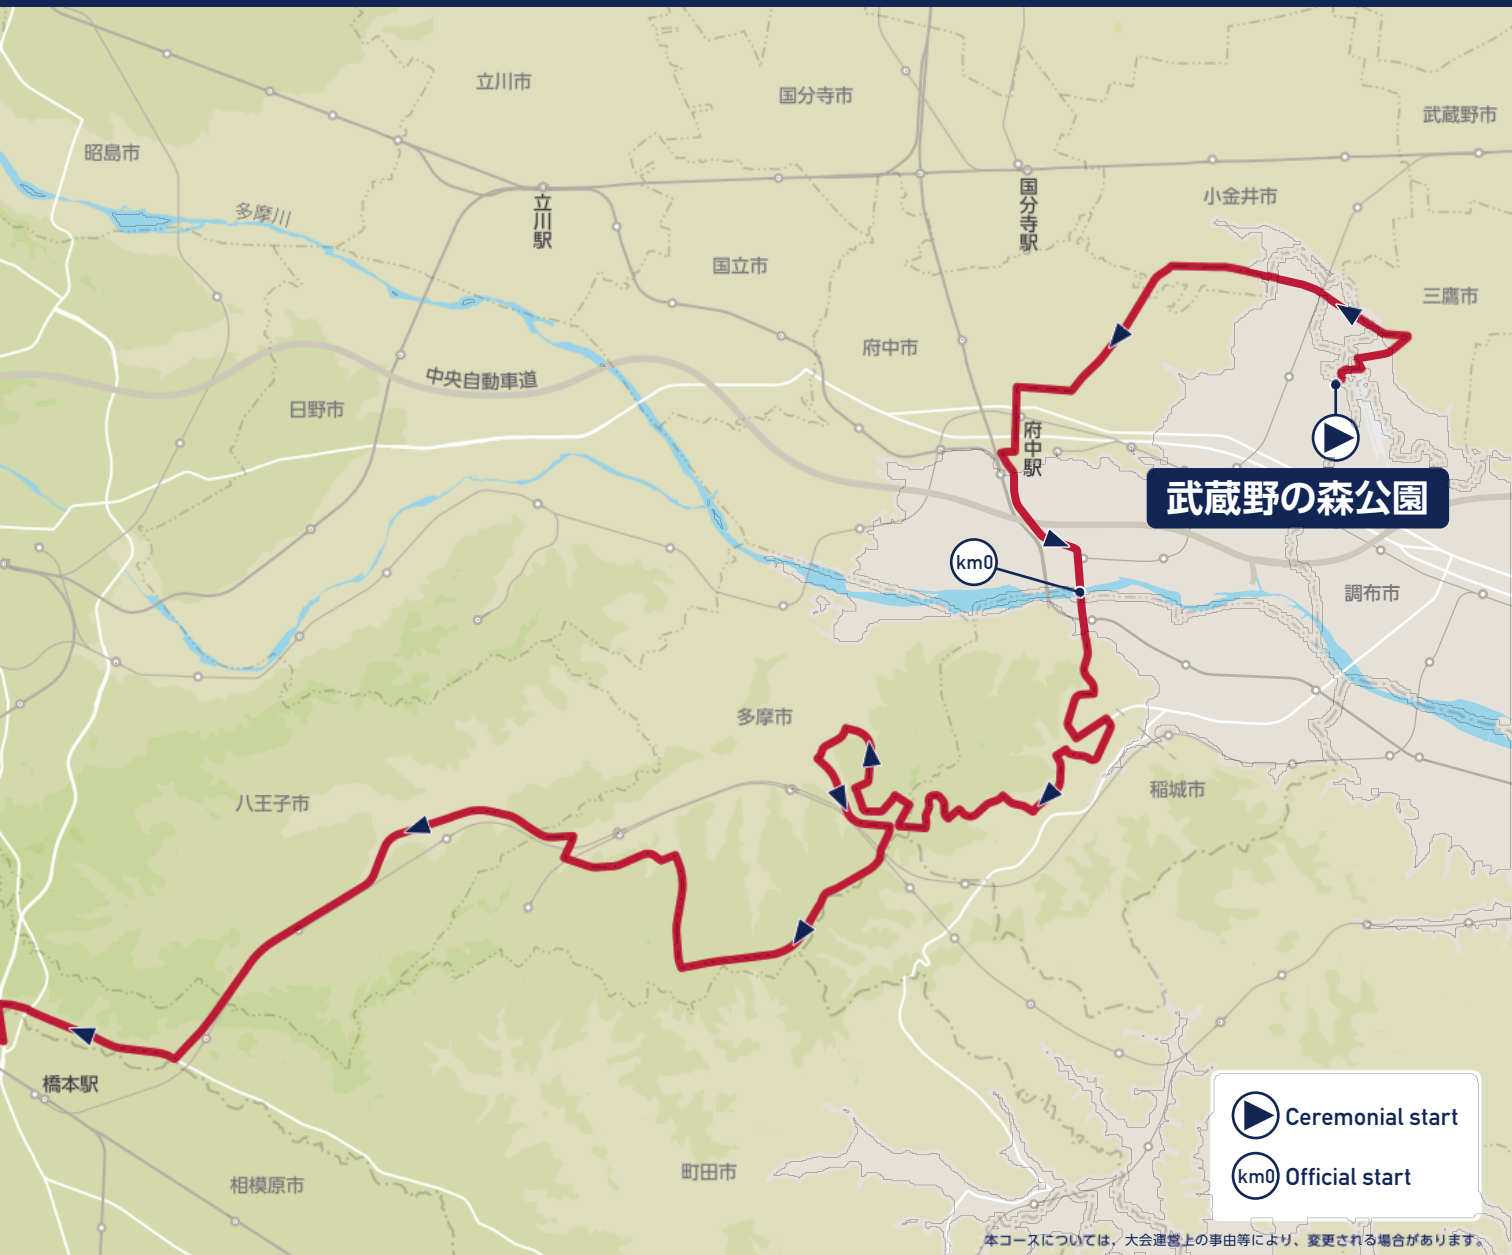 立川市
国分寺市
武蔵野市
昭島市
小金井市
多摩川
立川駅
国分寺駅
国立市
三鷹市
府中市
中央自動車道
日野市
府中駅
武蔵野の森公園
km0
調布市
多摩市
稲城市
八王子市
橋本駅
町田市
相模原市
Ceremonial start
km0 Official start
本コースについては、大会運営上の事由等により、変更される場合があります。